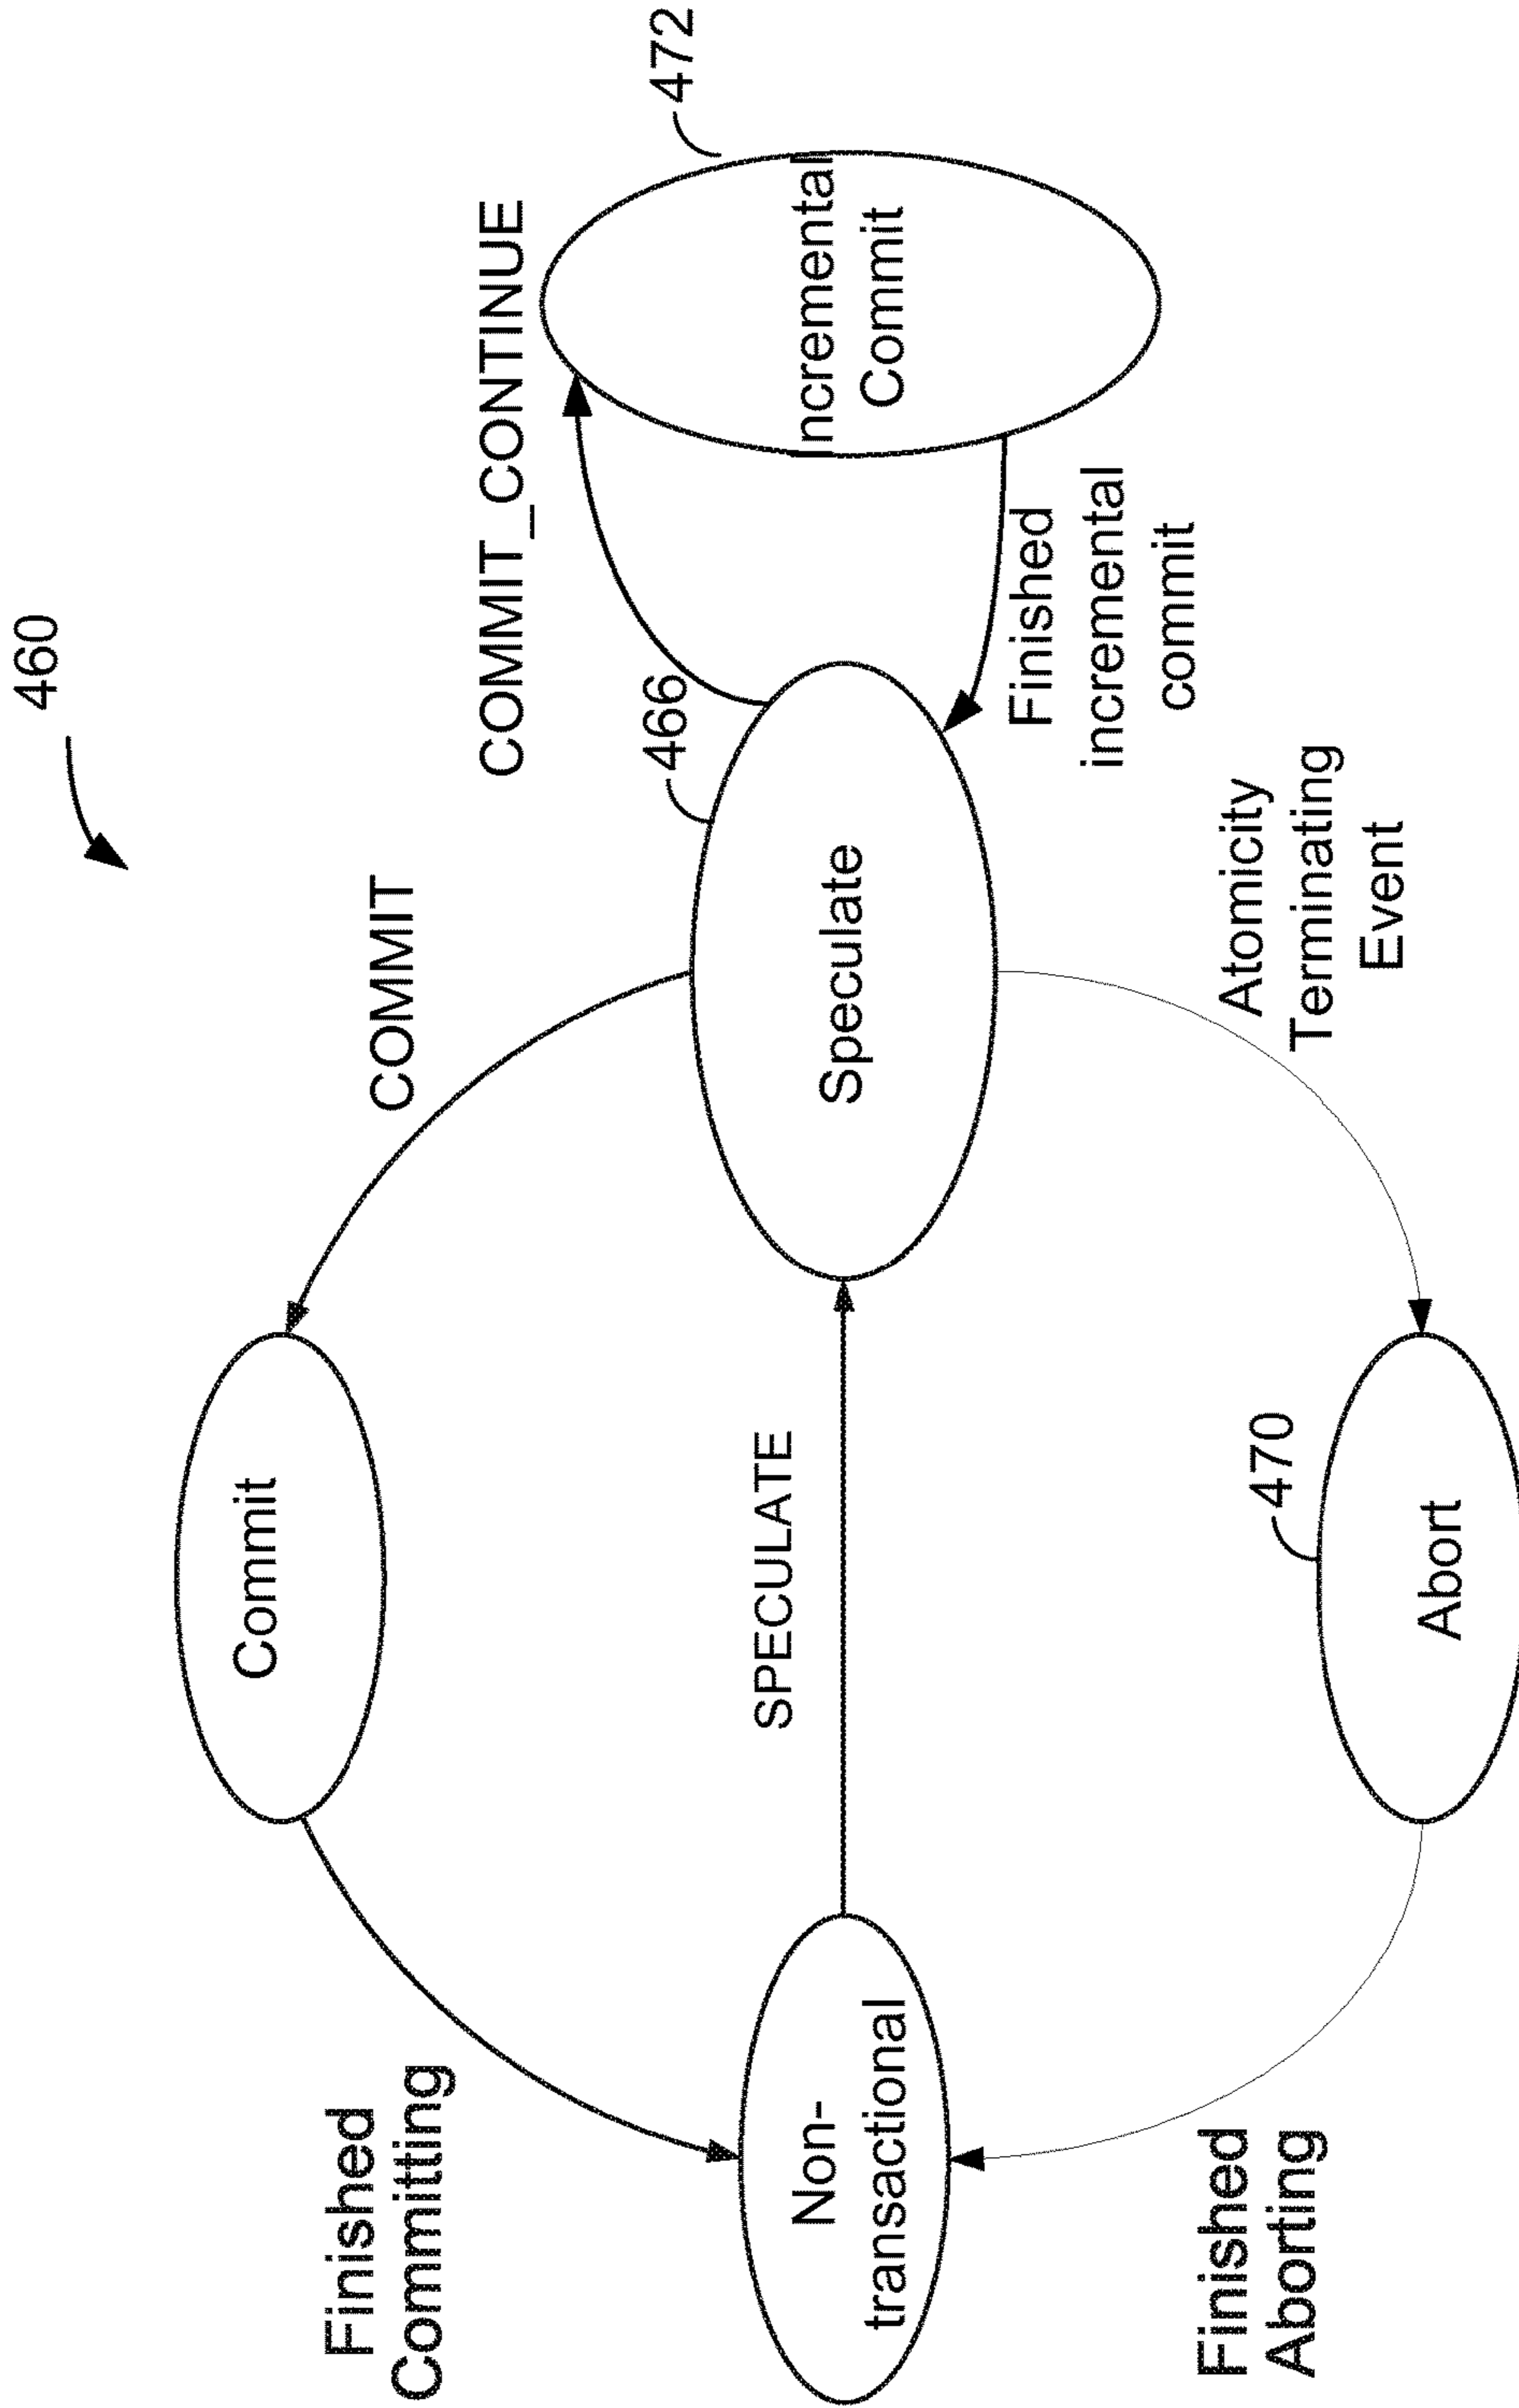 460
Finished
Committing
Commit
COMMIT
COMMIT_CONTINUE
472
466
Non-
transactional
SPECULATE
Speculate
Incremental
Commit
Finished
incremental
commit
Finished
Aborting
470
Abort
Atomicity
Terminating
Event